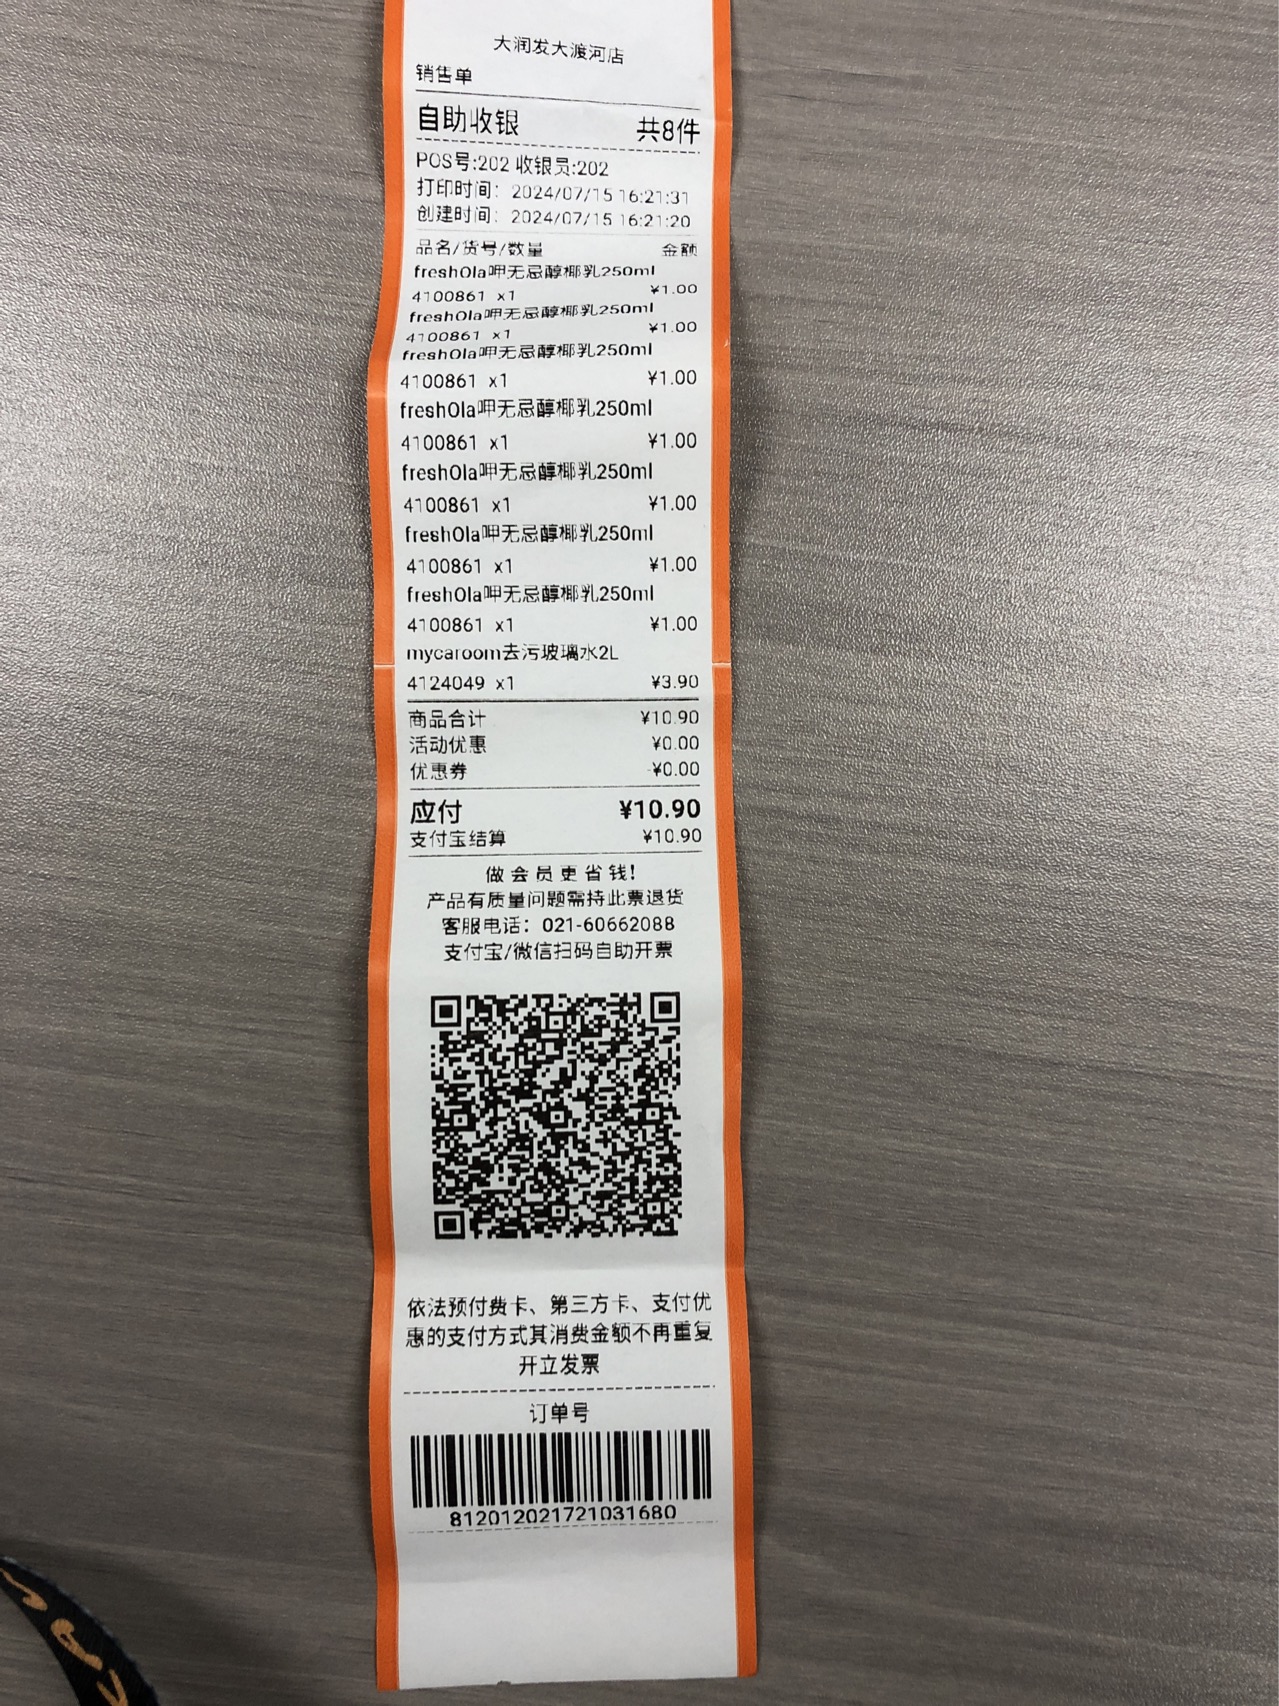 大润发大渡河店
销售单
自助收银 共8件
POS号:202 收银员:202
打印时间：2024/07/15 16:21:31
创建时间：2024/07/15 16:21:20
品名/货号/数量 金额
freshOla呷无忌醇椰乳250ml
4100861 x1 ¥1.00
freshOla呷无忌醇椰乳250ml
4100861 x1 ¥1.00
freshOla呷无忌醇椰乳250ml
4100861 x1 ¥1.00
freshOla呷无忌醇椰乳250ml
4100861 x1 ¥1.00
freshOla呷无忌醇椰乳250ml
4100861 x1 ¥1.00
freshOla呷无忌醇椰乳250ml
4100861 x1 ¥1.00
freshOla呷无忌醇椰乳250ml
4100861 x1 ¥1.00
mycaroom去污玻璃水2L
4124049 x1 ¥3.90
商品合计 ¥10.90
活动优惠 ¥0.00
优惠券 -¥0.00
应付 ¥10.90
支付宝结算 ¥10.90
做会员更省钱!
产品有质量问题需持此票退货
客服电话：021-60662088
支付宝/微信扫码自助开票
依法预付费卡、第三方卡、支付优
惠的支付方式其消费金额不再重复
开立发票
订单号
812012021721031680